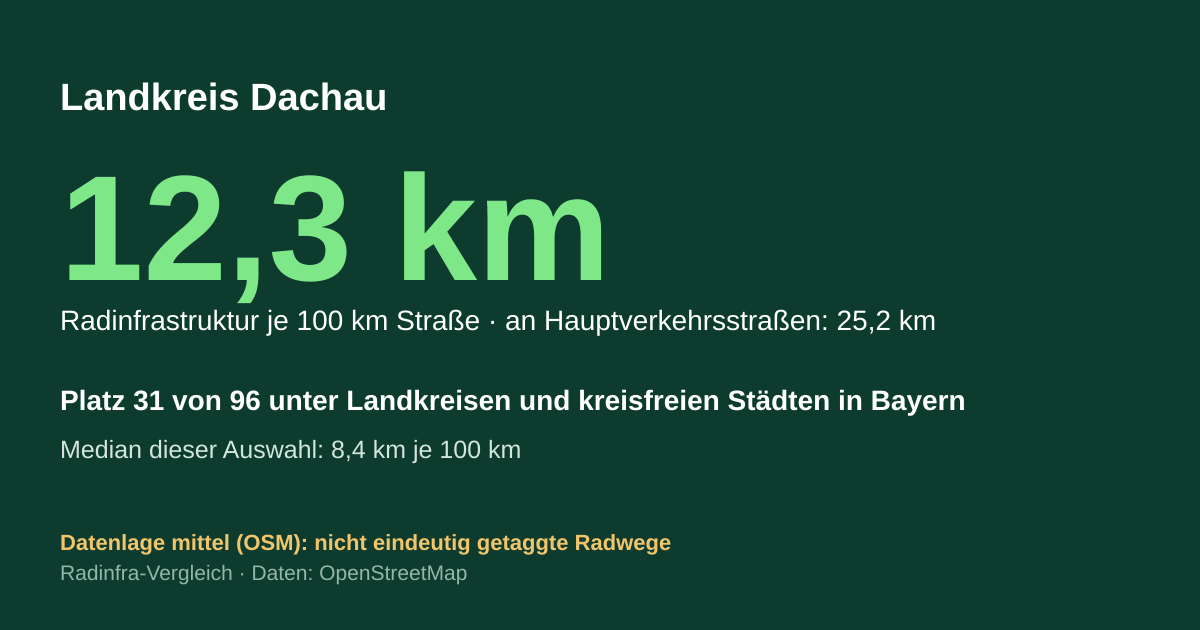 Landkreis Dachau
12,3 km
Radinfrastruktur je 100 km Straße · an Hauptverkehrsstraßen: 25,2 km
Platz 31 von 96 unter Landkreisen und kreisfreien Städten in Bayern
Median dieser Auswahl: 8,4 km je 100 km
Datenlage mittel (OSM): nicht eindeutig getaggte Radwege
Radinfra-Vergleich · Daten: OpenStreetMap